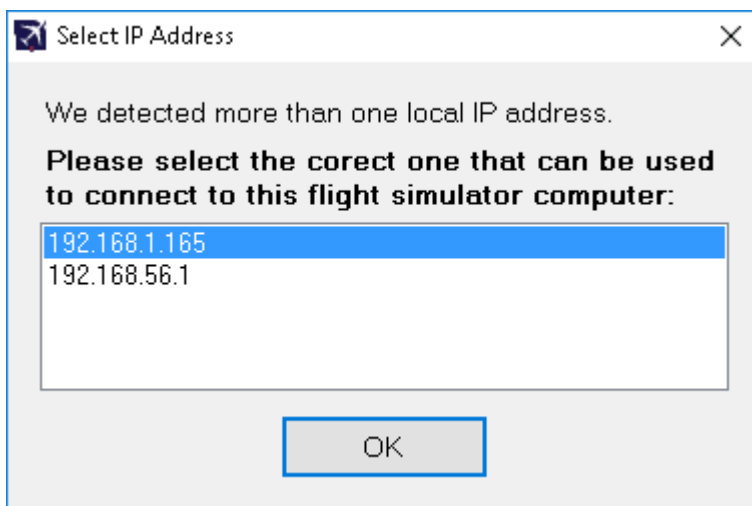 Select IP Address
We detected more than one local IP address.
Please select the corect one that can be used
to connect to this flight simulator computer:
192.168.1.165
192.168.56.1
OK